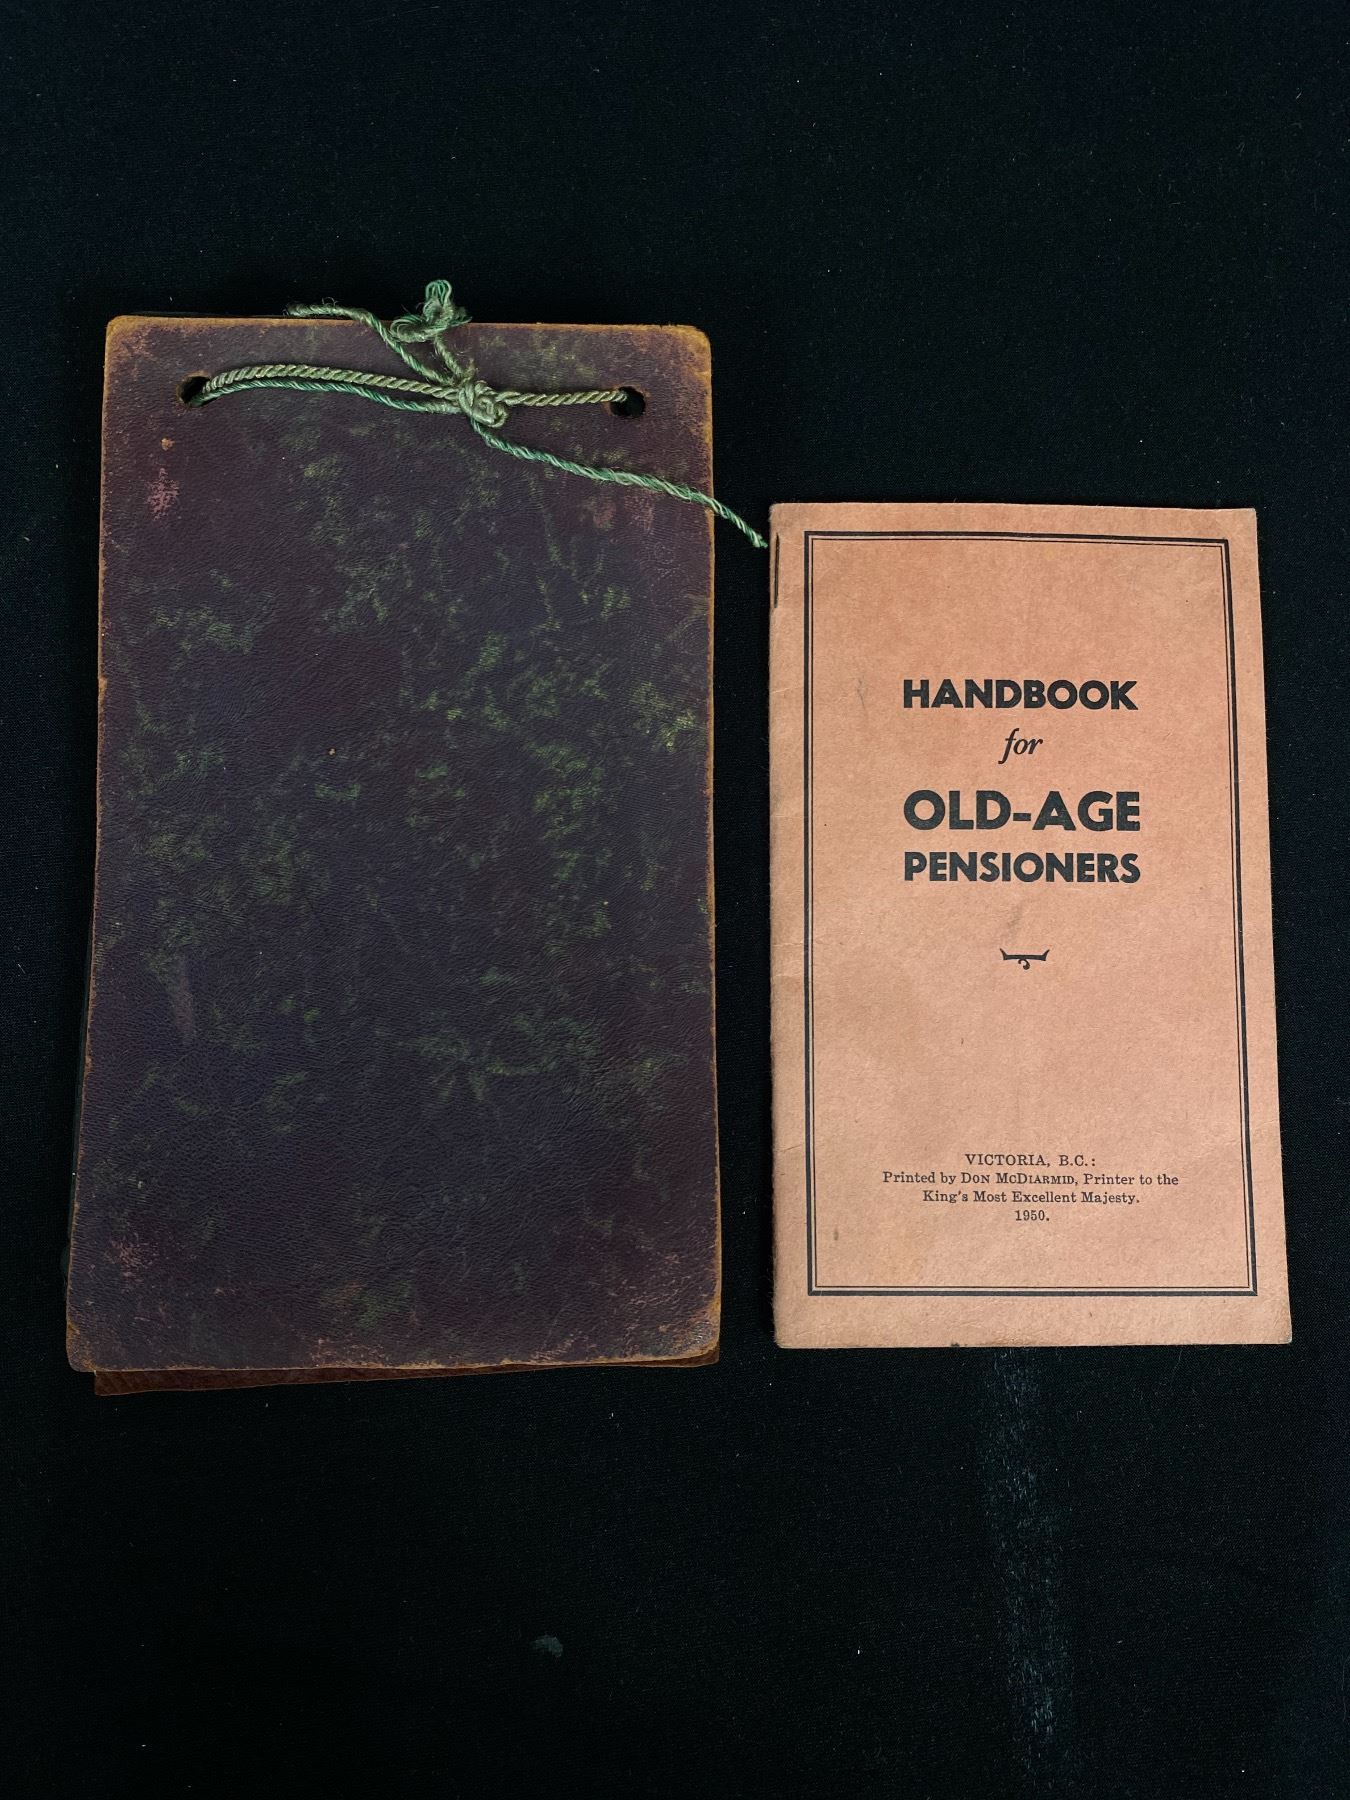 HANDBOOK
for
OLD-AGE
PENSIONERS
VICTORIA, B.C.:
Printed by DON MCDIARMID, Printer to the
King's Most Excellent Majesty.
1950.